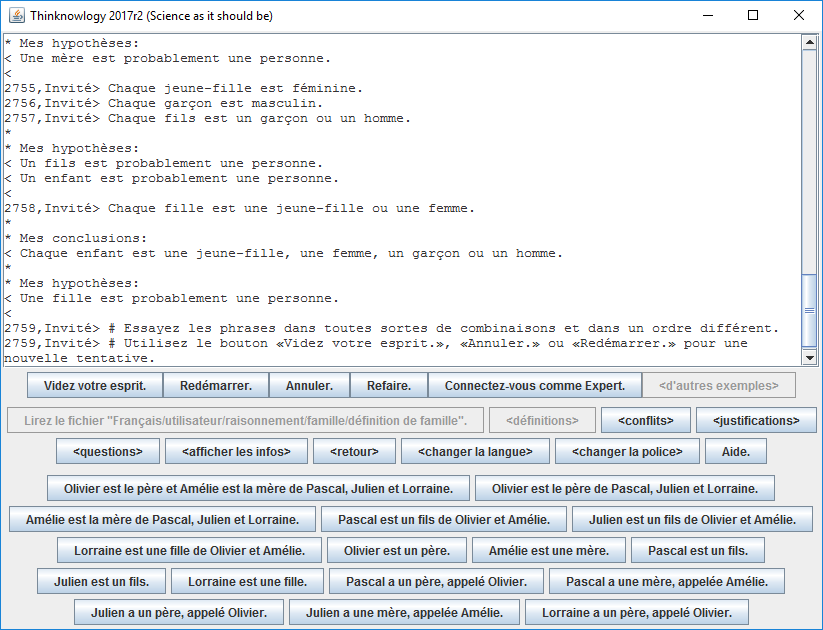 Thinknowlogy 2017r2 (Science as it should be)
* Mes hypothèses:
< Une mère est probablement une personne.
<
2755,Invité> Chaque jeune-fille est féminine.
2756,Invité> Chaque garçon est masculin.
2757,Invité> Chaque fils est un garçon ou un homme.
*
* Mes hypothèses:
< Un fils est probablement une personne.
< Un enfant est probablement une personne.
<
2758,Invité> Chaque fille est une jeune-fille ou une femme.
*
* Mes conclusions:
< Chaque enfant est une jeune-fille, une femme, un garçon ou un homme.
*
* Mes hypothèses:
< Une fille est probablement une personne.
<
2759,Invité> # Essayez les phrases dans toutes sortes de combinaisons et dans un ordre différent.
2759,Invité> # Utilisez le bouton «Videz votre esprit.», «Annuler.» ou «Redémarrer.» pour une
nouvelle tentative.
Videz votre esprit. Redémarrer. Annuler. Refaire. Connectez-vous comme Expert. <d'autres exemples>
Lirez le fichier "Français/utilisateur/raisonnement/famille/définition de famille". <définitions> <conflits> <justifications>
<questions> <afficher les infos> <retour> <changer la langue> <changer la police> Aide.
Olivier est le père et Amélie est la mère de Pascal, Julien et Lorraine. Olivier est le père de Pascal, Julien et Lorraine.
Amélie est la mère de Pascal, Julien et Lorraine. Pascal est un fils de Olivier et Amélie. Julien est un fils de Olivier et Amélie.
Lorraine est une fille de Olivier et Amélie. Olivier est un père. Amélie est une mère. Pascal est un fils.
Julien est un fils. Lorraine est une fille. Pascal a un père, appelé Olivier. Pascal a une mère, appelée Amélie.
Julien a un père, appelé Olivier. Julien a une mère, appelée Amélie. Lorraine a un père, appelé Olivier.